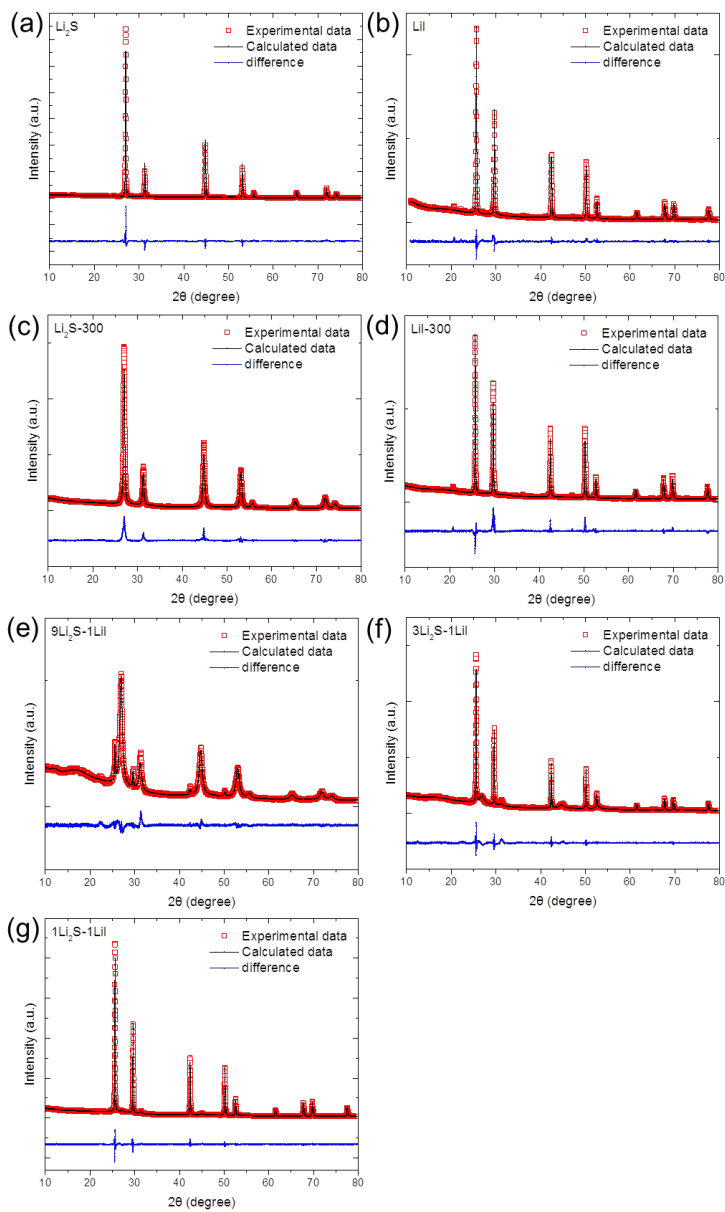 (a)
Li₂S
Experimental data
Calculated data
difference
Intensity (a.u.)
10 20 30 40 50 60 70 80
2θ (degree)
(b)
LiI
Experimental data
Calculated data
difference
Intensity (a.u.)
10 20 30 40 50 60 70 80
2θ (degree)
(c)
Li₂S-300
Experimental data
Calculated data
difference
Intensity (a.u.)
10 20 30 40 50 60 70 80
2θ (degree)
(d)
LiI-300
Experimental data
Calculated data
difference
Intensity (a.u.)
10 20 30 40 50 60 70 80
2θ (degree)
(e)
9Li₂S-1LiI
Experimental data
Calculated data
difference
Intensity (a.u.)
10 20 30 40 50 60 70 80
2θ (degree)
(f)
3Li₂S-1LiI
Experimental data
Calculated data
difference
Intensity (a.u.)
10 20 30 40 50 60 70 80
2θ (degree)
(g)
1Li₂S-1LiI
Experimental data
Calculated data
difference
Intensity (a.u.)
10 20 30 40 50 60 70 80
2θ (degree)